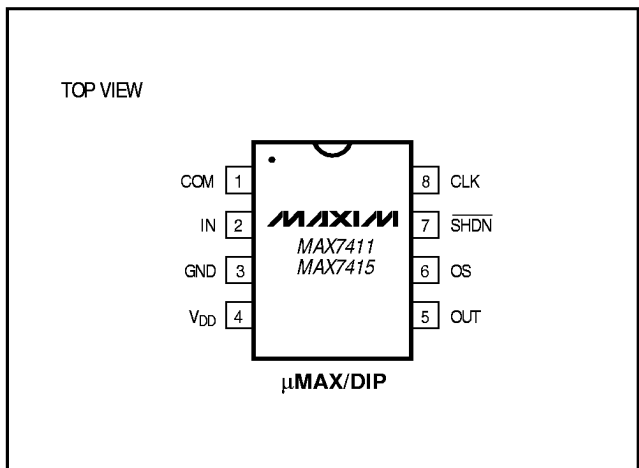 TOP VIEW
COM 1 8 CLK
IN 2 MAXIM 7 SHDN
MAX7411
GND 3 MAX7415 6 OS
VDD 4 5 OUT
µMAX/DIP